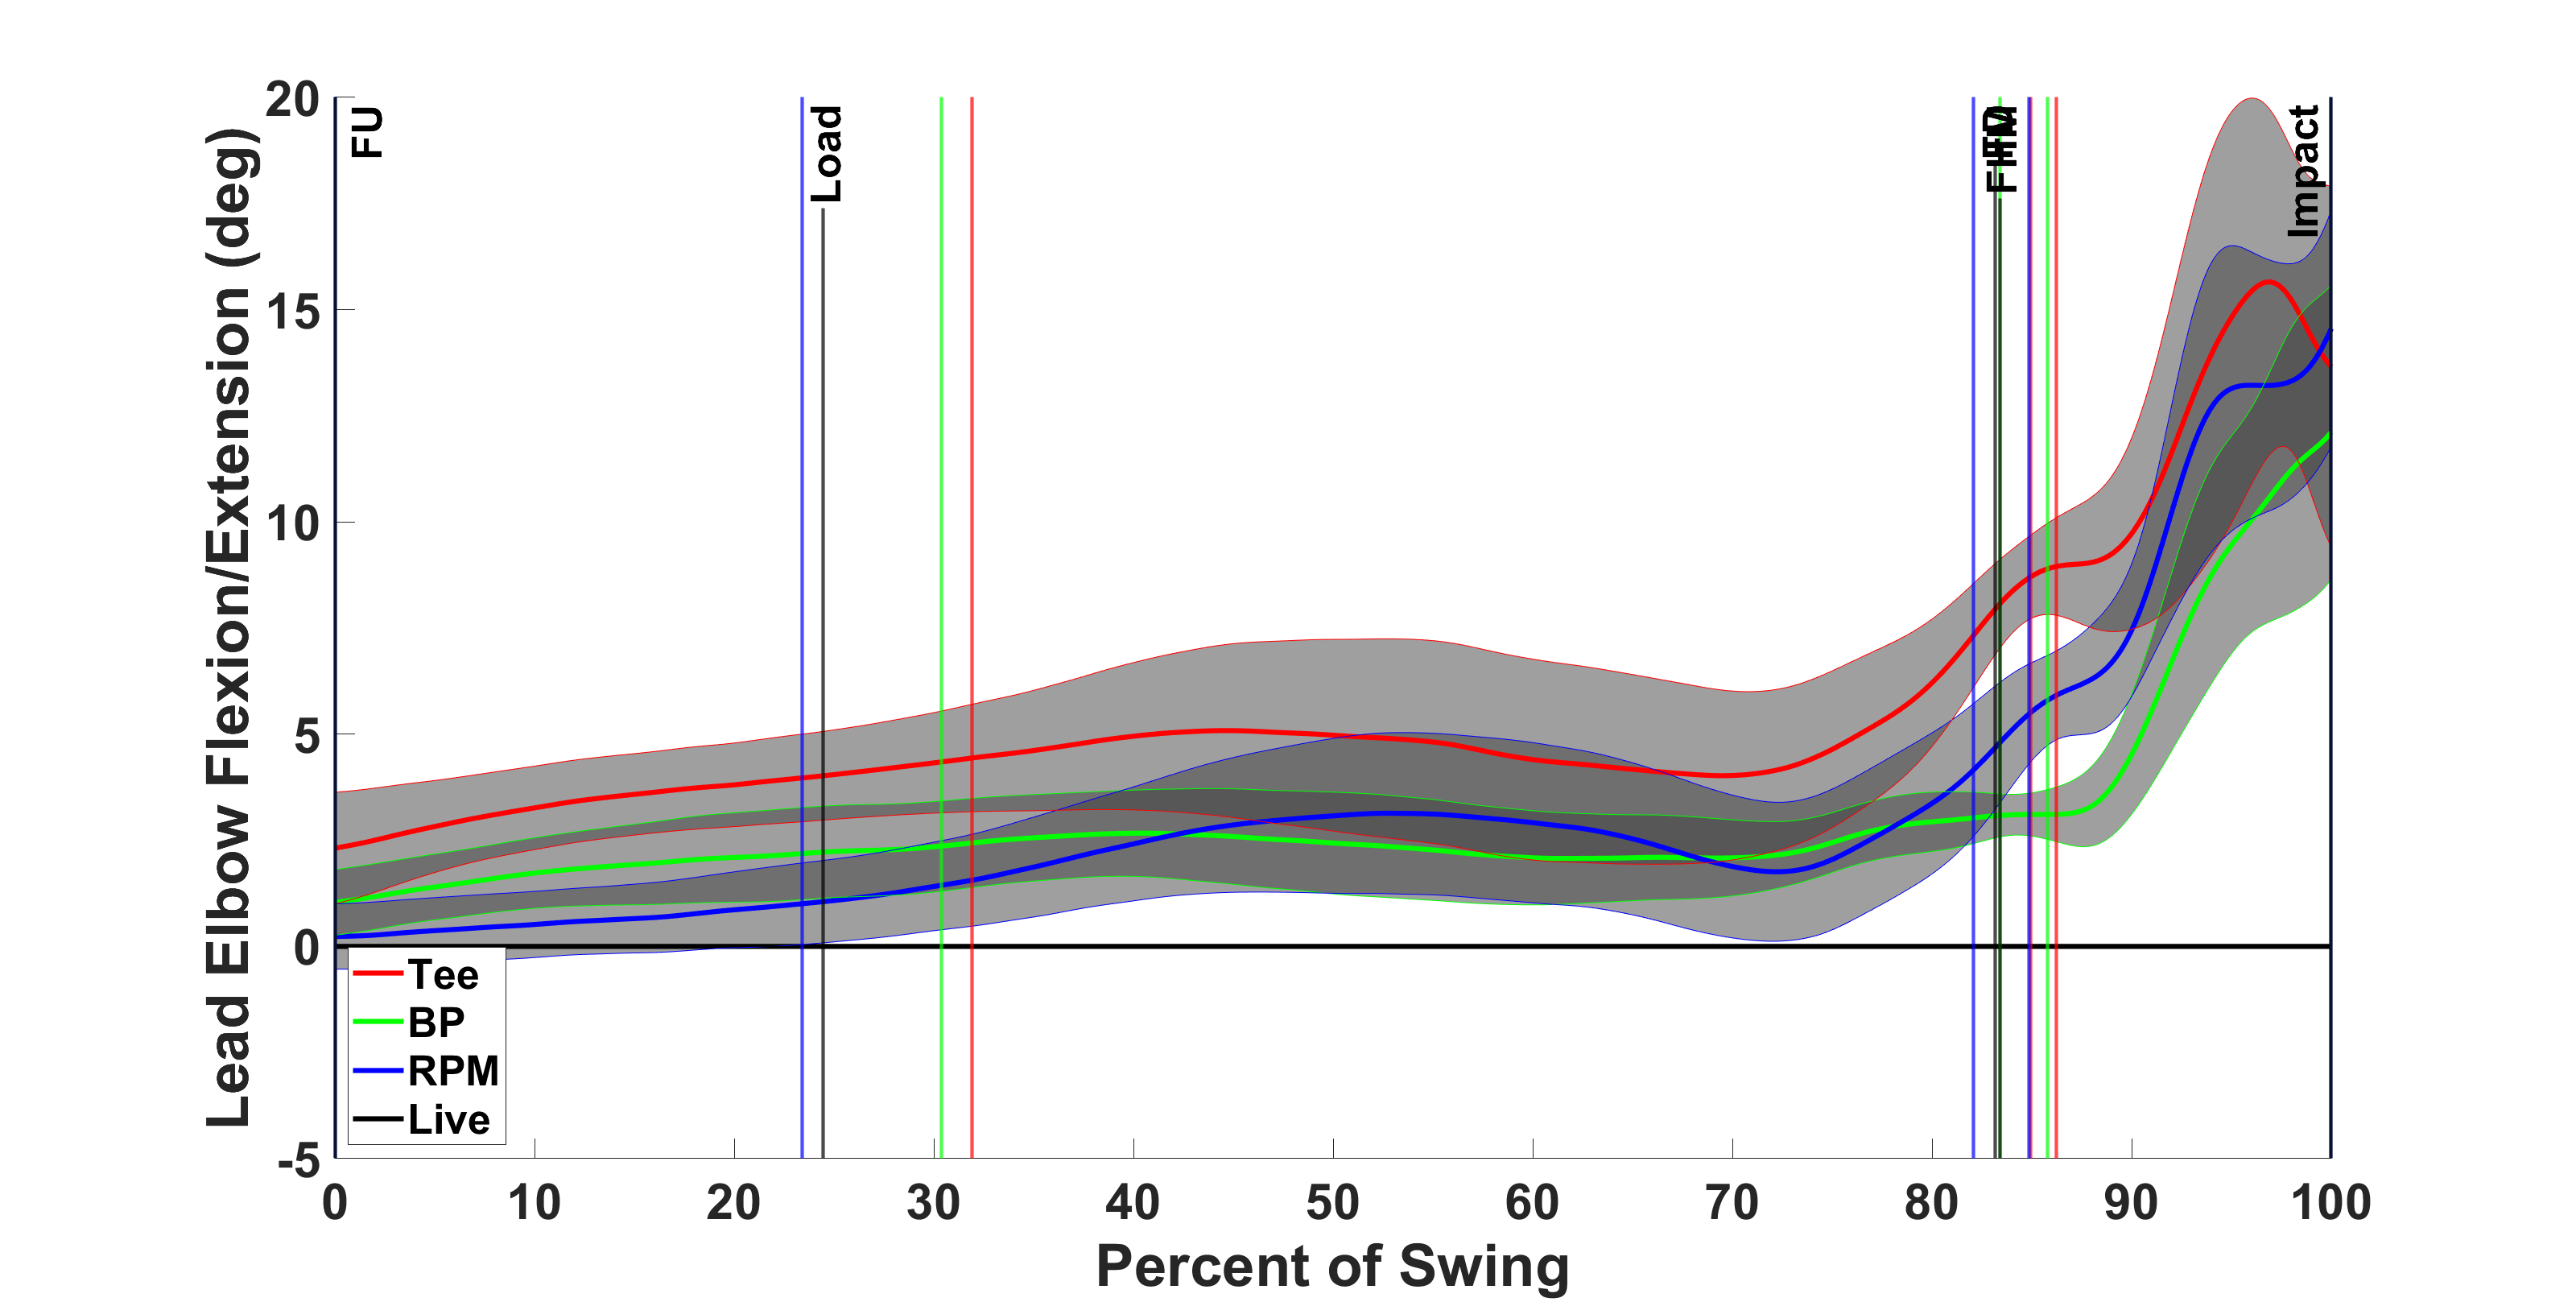 Lead Elbow Flexion/Extension (deg)
20
15
10
5
0
-5
FU
Load
Impact
Tee
BP
RPM
Live
0 10 20 30 40 50 60 70 80 90 100
Percent of Swing